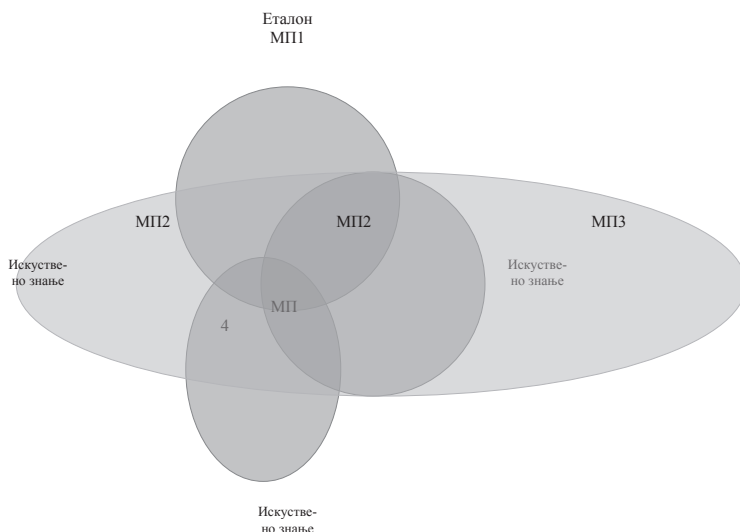 Еталон
МП1
МП2
МП2
МП3
Искустве-
но знање
Искустве-
но знање
МП
4
Искустве-
но знање